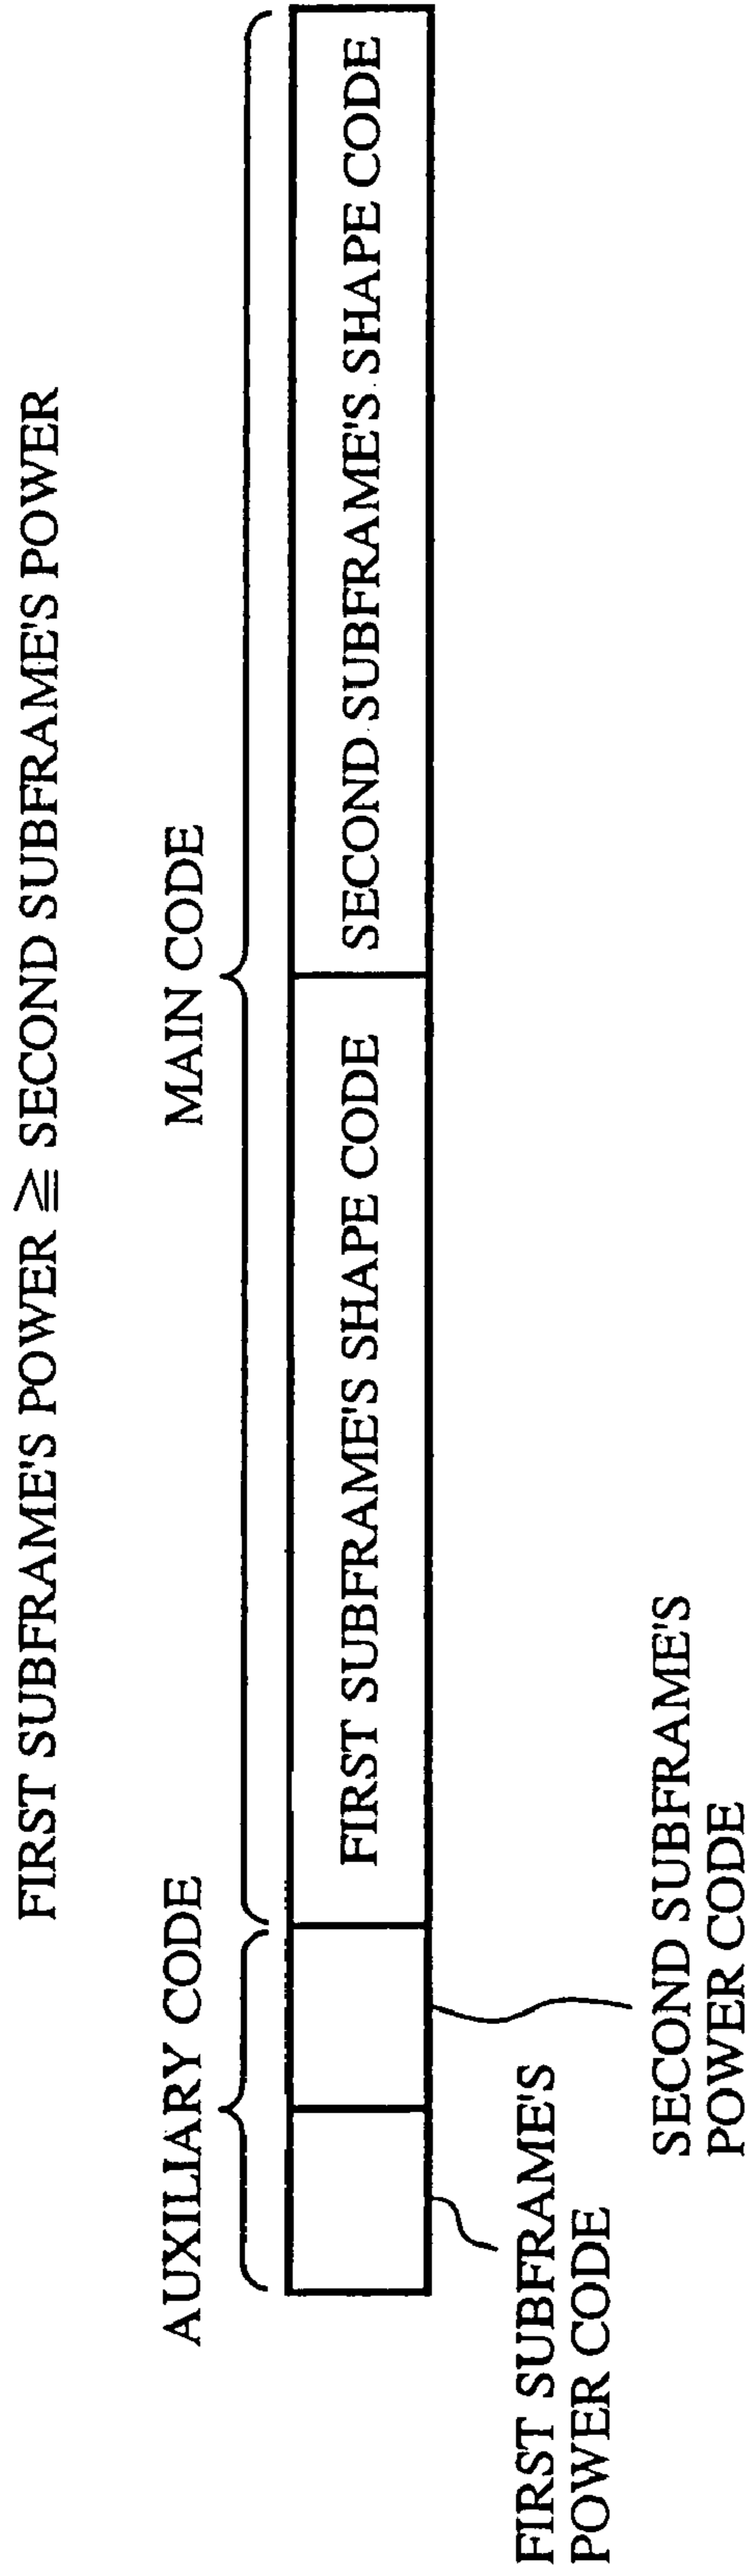 FIRST SUBFRAME'S POWER ≧ SECOND SUBFRAME'S POWER
AUXILIARY CODE
MAIN CODE
FIRST SUBFRAME'S SHAPE CODE
SECOND SUBFRAME'S SHAPE CODE
FIRST SUBFRAME'S
POWER CODE
SECOND SUBFRAME'S
POWER CODE